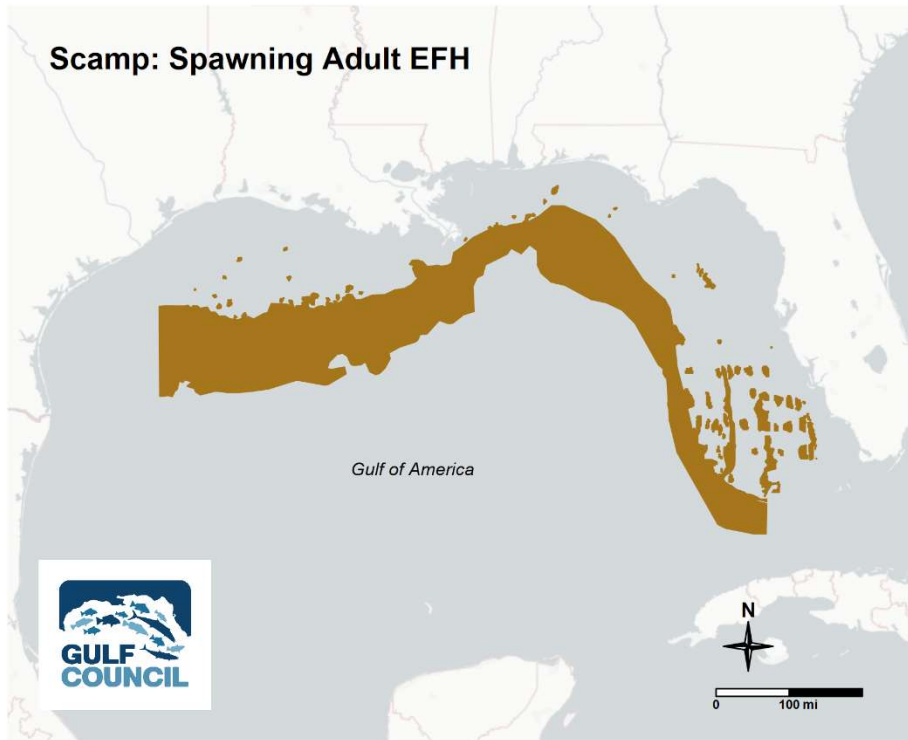 Scamp: Spawning Adult EFH
Gulf of America
GULF
COUNCIL
N
0 100 mi